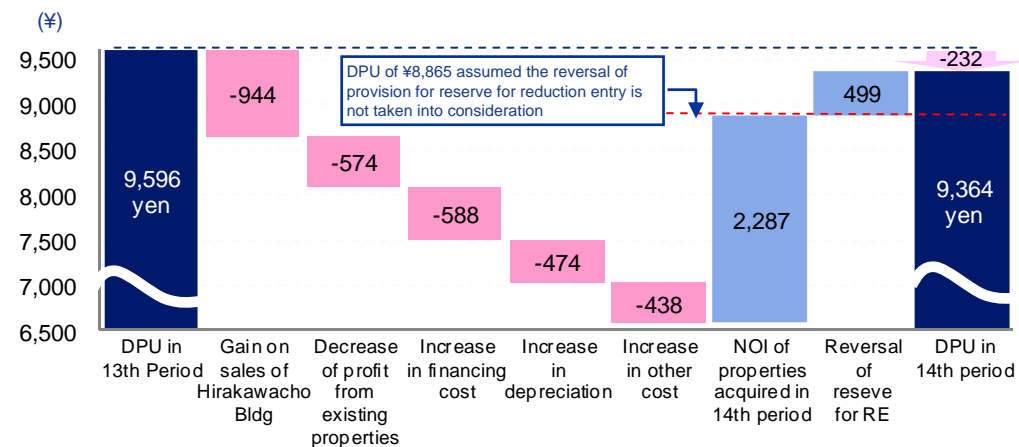 (¥)
9,500
9,000
8,500
8,000
7,500
7,000
6,500
9,596
yen
-944
-574
-588
-474
-438
2,287
499
-232
9,364
yen
DPU of ¥8,865 assumed the reversal of
provision for reserve for reduction entry is
not taken into consideration
DPU in
13th Period
Gain on
sales of
Hirakawacho
Bldg
Decrease
of profit
from
existing
properties
Increase
in financing
cost
Increase
in
depreciation
Increase
in other
cost
NOI of
properties
acquired in
14th period
Reversal
of
reseve
for RE
DPU in
14th period